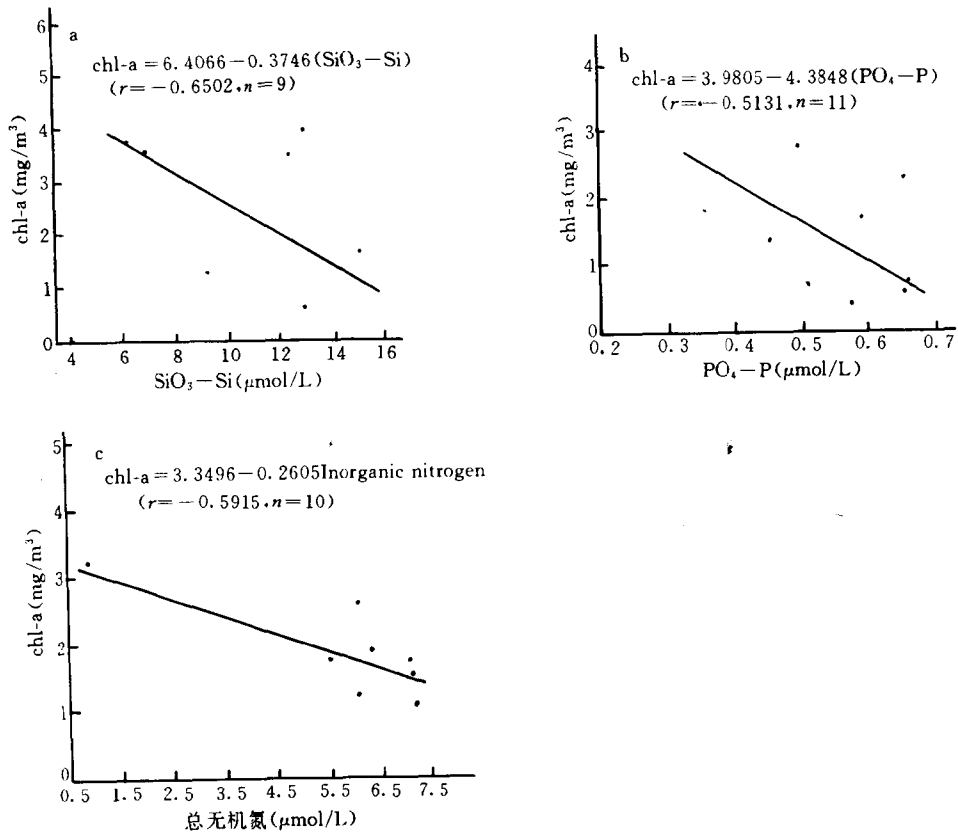 a
chl-a=6.4066-0.3746(SiO₃-Si)
(r=-0.6502,n=9)
chl-a(mg/m³)
6
5
4
3
2
1
0
4 6 8 10 12 14 16
SiO₃-Si(μmol/L)
b
chl-a=3.9805-4.3848(PO₄-P)
(r=-0.5131,n=11)
chl-a(mg/m³)
4
3
2
1
0
0.2 0.3 0.4 0.5 0.6 0.7
PO₄-P(μmol/L)
c
chl-a=3.3496-0.2605Inorganic nitrogen
(r=-0.5915,n=10)
chl-a(mg/m³)
5
4
3
2
1
0
0.5 1.5 2.5 3.5 4.5 5.5 6.5 7.5
总无机氮(μmol/L)